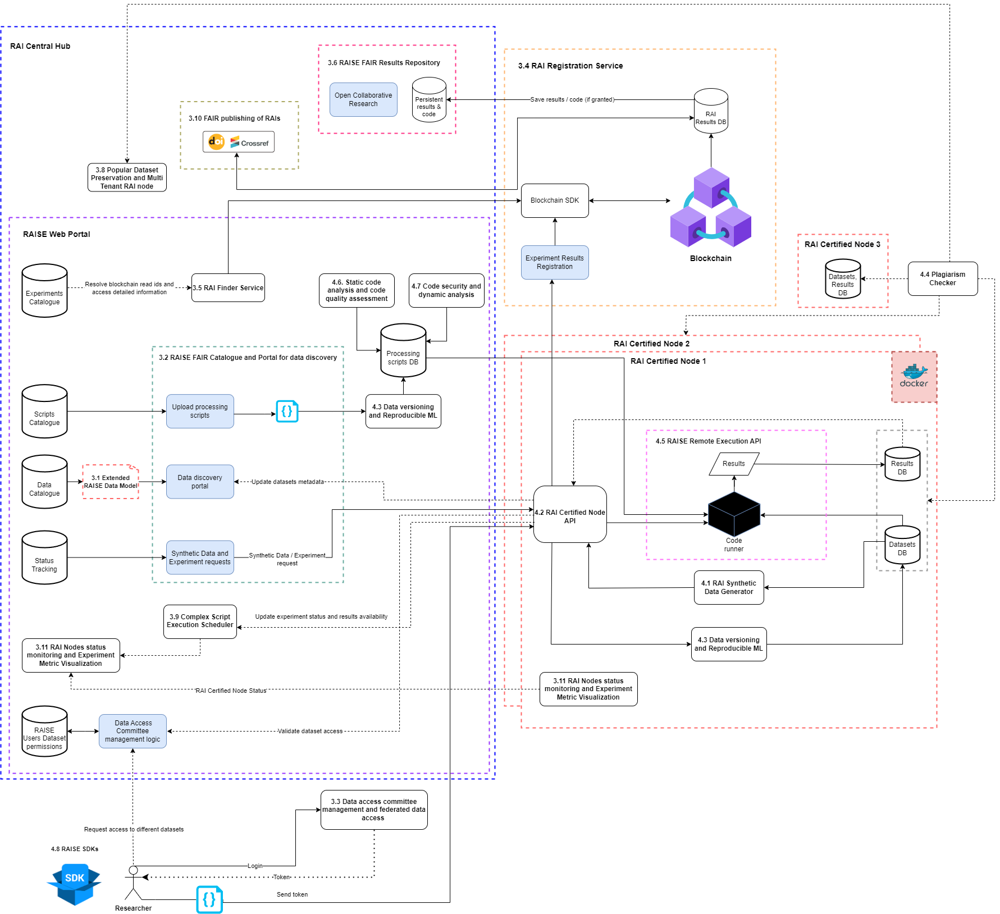 RAI Central Hub
3.6 RAISE FAIR Results Repository
Open Collaborative
Research
Persistent
results &
code
3.10 FAIR publishing of RAIs
doi
Crossref
3.8 Popular Dataset
Preservation and Multi
Tenant RAI node
3.4 RAI Registration Service
Save results / code (if granted)
RAI
Results DB
Blockchain SDK
Experiment Results
Registration
Blockchain
RAI Certified Node 3
Datasets,
Results
DB
4.4 Plagiarism
Checker
RAISE Web Portal
Experiments
Catalogue
Resolve blockchain read ids and
access detailed information
3.5 RAI Finder Service
4.6. Static code
analysis and code
quality assessment
4.7 Code security and
dynamic analysis
Processing
scripts DB
3.2 RAISE FAIR Catalogue and Portal for data discovery
Scripts
Catalogue
Upload processing
scripts
{}
4.3 Data versioning
and Reproducible ML
Data
Catalogue
3.1 Extended
RAISE Data Model
Data discovery
portal
Update datasets metadata
Status
Tracking
Synthetic Data and
Experiment requests
Synthetic Data / Experiment
request
3.9 Complex Script
Execution Scheduler
Update experiment status and results availability
3.11 RAI Nodes status
monitoring and Experiment
Metric Visualization
RAI Certified Node Status
RAISE
Users Dataset
permissions
Data Access
Committee
management logic
Validate dataset access
RAI Certified Node 2
RAI Certified Node 1
docker
4.5 RAISE Remote Execution API
Results
Results
DB
4.2 RAI Certified Node
API
Code
runner
Datasets
DB
4.1 RAI Synthetic
Data Generator
4.3 Data versioning
and Reproducible ML
3.11 RAI Nodes status
monitoring and Experiment
Metric Visualization
3.3 Data access committee
management and federated data
access
Request access to different datasets
4.8 RAISE SDKs
SDK
Login
Token
Send token
{}
Researcher